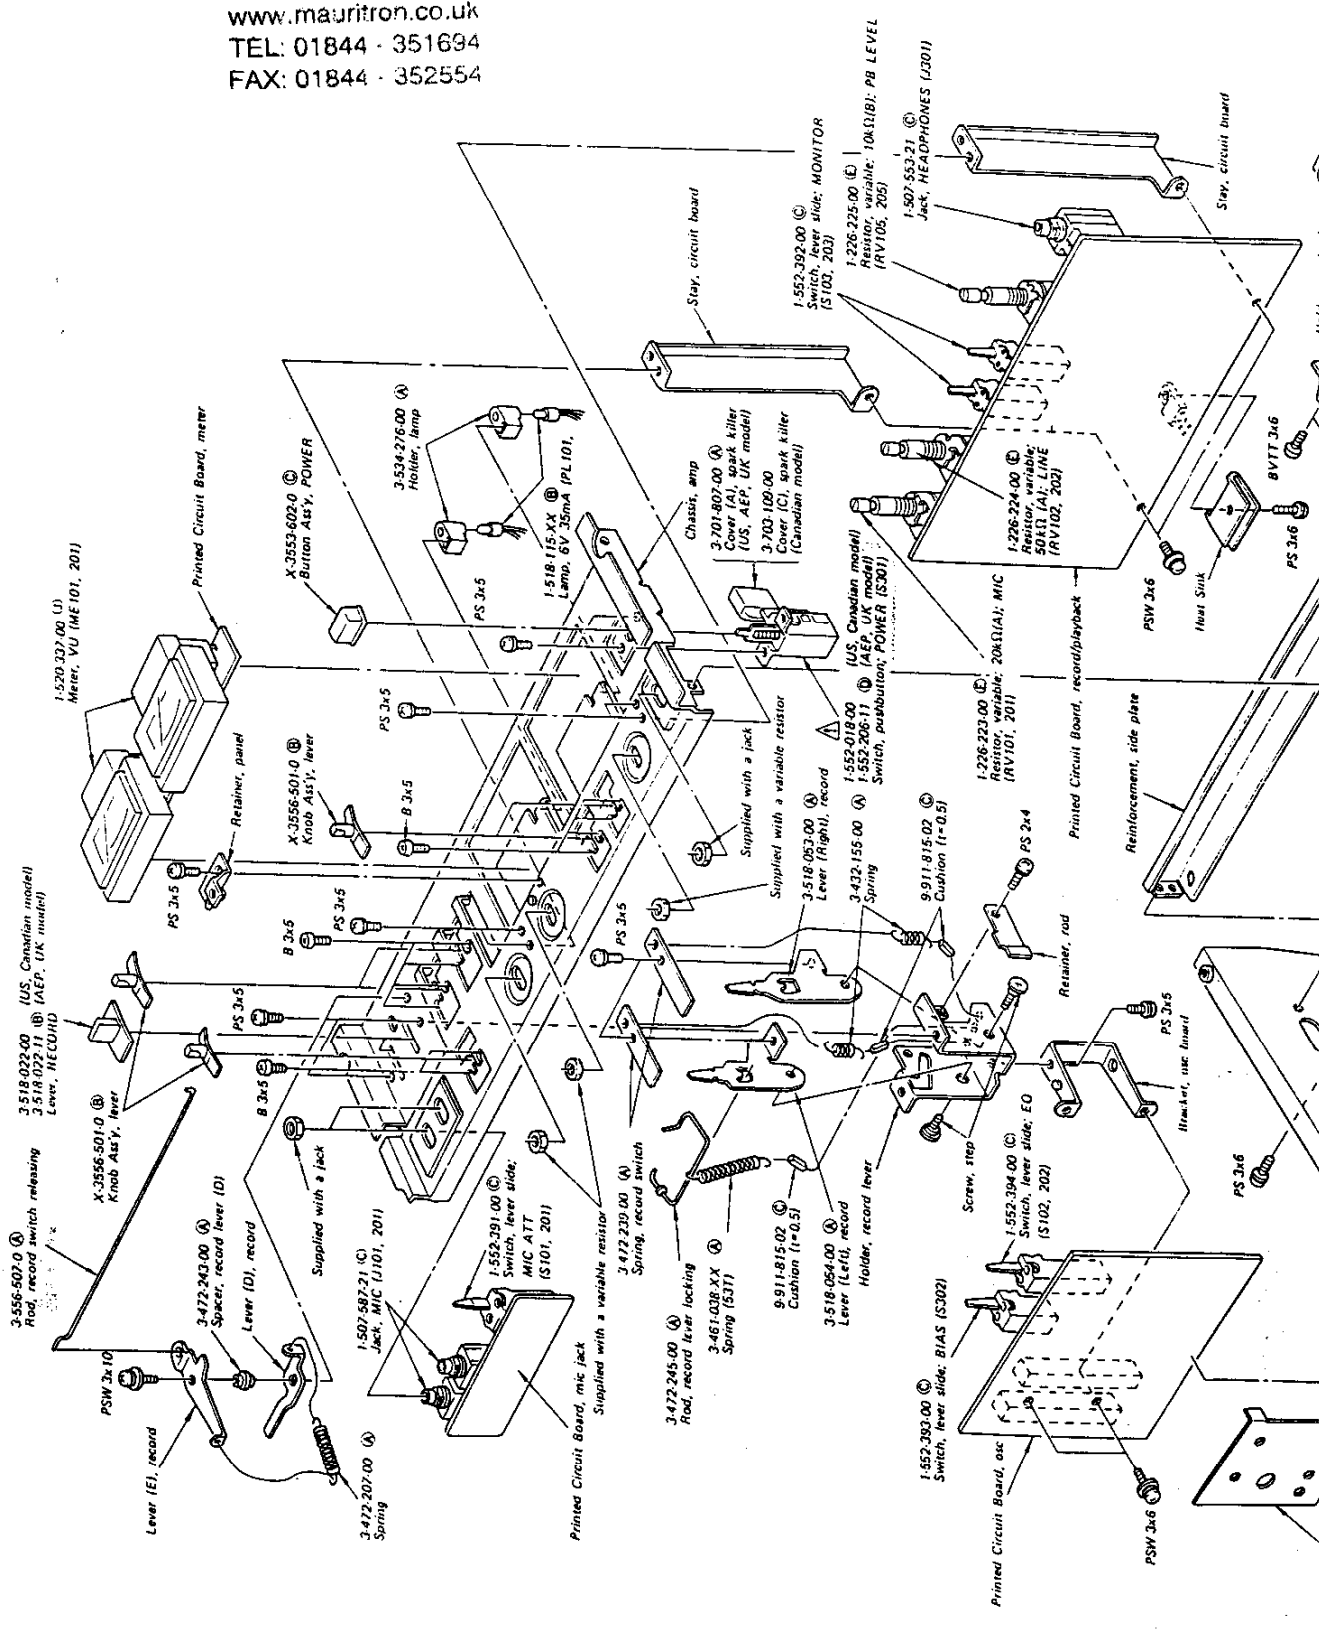 www.mauritron.co.uk
TEL: 01844 - 351694
FAX: 01844 - 352554
3-556-507-0 Ⓐ
Rod, record switch releasing
3-518-022-00 (US, Canadian model)
3-518-022-11 Ⓑ (AEP, UK model)
Lever, RECORD
1-520-337-00 (J)
Meter, VU (ME101, 201)
Printed Circuit Board, meter
Retainer, panel
PS 3x5
X-3556-501-0 Ⓑ
Knob Ass'y, lever
X-3556-501-0 Ⓑ
Knob Ass'y, lever
B 3x5
X-3553-602-0 Ⓒ
Button Ass'y, POWER
3-534-276-00 Ⓐ
Holder, lamp
1-518-115-XX Ⓑ
Lamp, 6V 35mA (PL101,
PS 3x5
PS 3x5
B 3x5
PS 3x5
PS 3x5
B 3x5
PSW 3x10
3-472-243-00 Ⓐ
Spacer, record lever (D)
Lever (D), record
Lever (E), record
3-472-207-00 Ⓐ
Spring
Supplied with a jack
1-507-587-21 (C)
Jack, MIC (J101, 201)
1-552-391-00 Ⓒ
Switch, lever slide;
MIC ATT
(S101, 201)
Printed Circuit Board, mic jack
Supplied with a variable resistor
3-472-239-00 Ⓐ
Spring, record switch
3-472-245-00 Ⓐ
Rod, record lever locking
3-461-038-XX Ⓐ
Spring (531)
9-911-815-02 Ⓒ
Cushion (t=0.5)
3-518-054-00 Ⓐ
Lever (Left), record
Holder, record lever
Screw, step
PS 3x5
Supplied with a jack
Supplied with a variable resistor
3-518-053-00 Ⓐ
Lever (Right), record
3-432-155-00 Ⓐ
Spring
9-911-815-02 Ⓒ
Cushion (t=0.5)
PS 2x4
Retainer, rod
PS 3x5
Bracket, osc board
PS 3x6
1-552-394-00 Ⓒ
Switch, lever slide; EQ
(S102, 202)
1-552-393-00 Ⓒ
Switch, lever slide; BIAS (S302)
Printed Circuit Board, osc
PSW 3x6
Stay, circuit board
Chassis, amp
3-701-807-00 Ⓐ
Cover (A), spark killer
(US, AEP, UK model)
3-703-109-00
Cover (C), spark killer
(Canadian model)
1-552-018-00 (US, Canadian model)
1-552-206-11 Ⓓ (AEP, UK model)
Switch, pushbutton; POWER (S301)
1-552-392-00 Ⓒ
Switch, lever slide; MONITOR
(S103, 203)
1-226-225-00 Ⓔ
Resistor, variable; 10kΩ(B); PB LEVEL
(RV105, 205)
1-507-553-21 Ⓒ
Jack, HEADPHONES (J301)
Stay, circuit board
1-226-224-00 Ⓔ
Resistor, variable;
50kΩ (A); LINE
(RV102, 202)
1-226-223-00 Ⓔ
Resistor, variable; 20kΩ(A); MIC
(RV101, 201)
Printed Circuit Board, record/playback
PSW 3x6
Heat Sink
PS 3x6
BVTT 3x6
Reinforcement, side plate